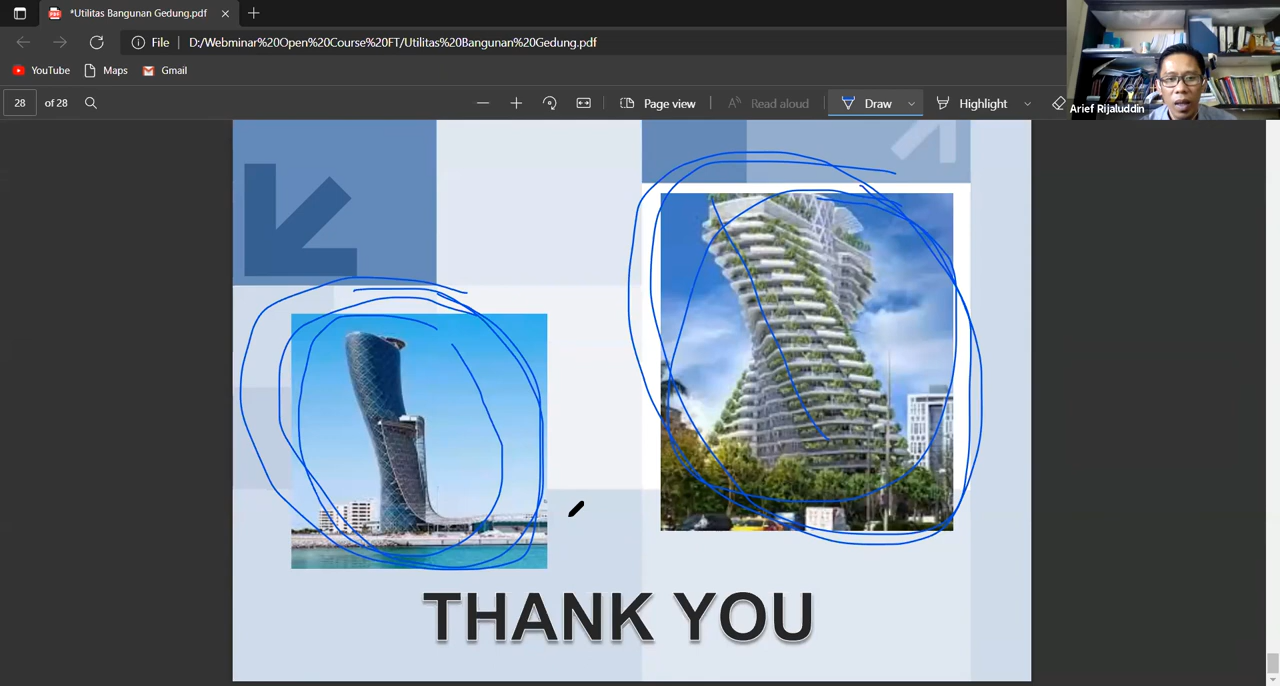 *Utilitas Bangunan Gedung.pdf
File D:/Webminar%20Open%20Course%20FT/Utilitas%20Bangunan%20Gedung.pdf
YouTube Maps Gmail
28 of 28 Page view Read aloud Draw Highlight
Arief Rijaluddin
THANK YOU